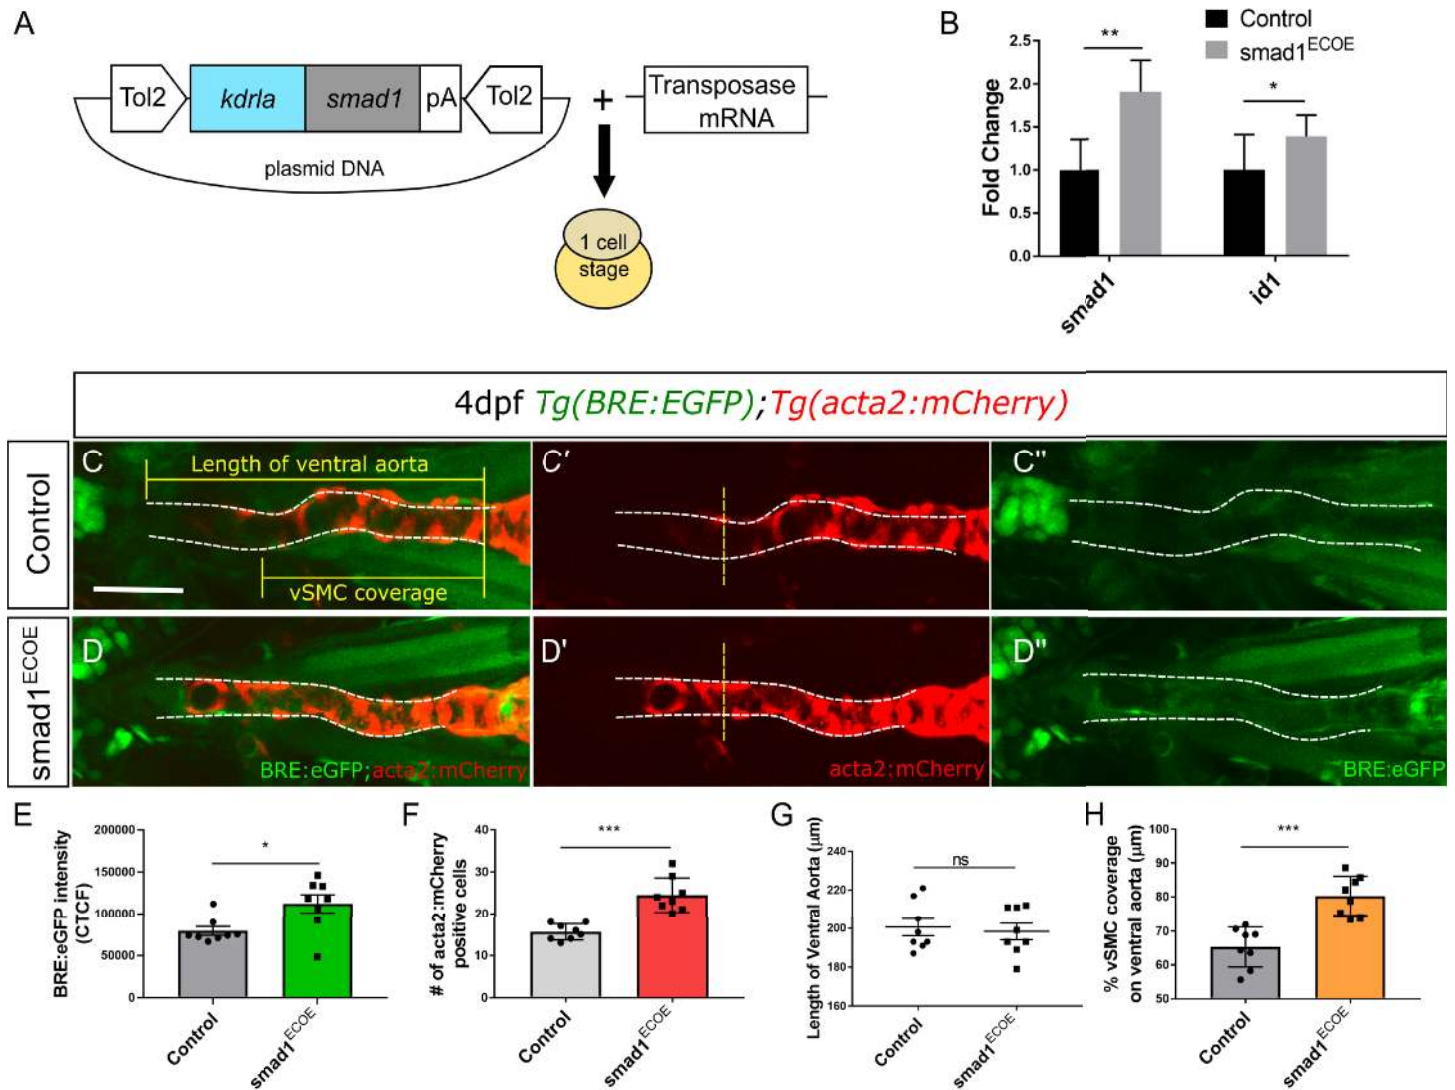 A
Tol2
kdrla
smad1
pA
Tol2
plasmid DNA
+
Transposase
mRNA
1 cell
stage
B
Control
smad1ECOE
Fold Change
2.5
2.0
1.5
1.0
0.5
0.0
**
*
smad1
id1
4dpf Tg(BRE:EGFP);Tg(acta2:mCherry)
Control
C
Length of ventral aorta
vSMC coverage
C'
C"
smad1ECOE
D
BRE:eGFP;acta2:mCherry
D'
acta2:mCherry
D"
BRE:eGFP
E
BRE:eGFP intensity
(CTCF)
200000
150000
100000
50000
0
*
Control
smad1ECOE
F
# of acta2:mCherry
positive cells
40
30
20
10
0
***
Control
smad1ECOE
G
Length of Ventral Aorta (μm)
240
220
200
180
160
ns
Control
smad1ECOE
H
% vSMC coverage
on ventral aorta (μm)
100
90
80
70
60
50
***
Control
smad1ECOE